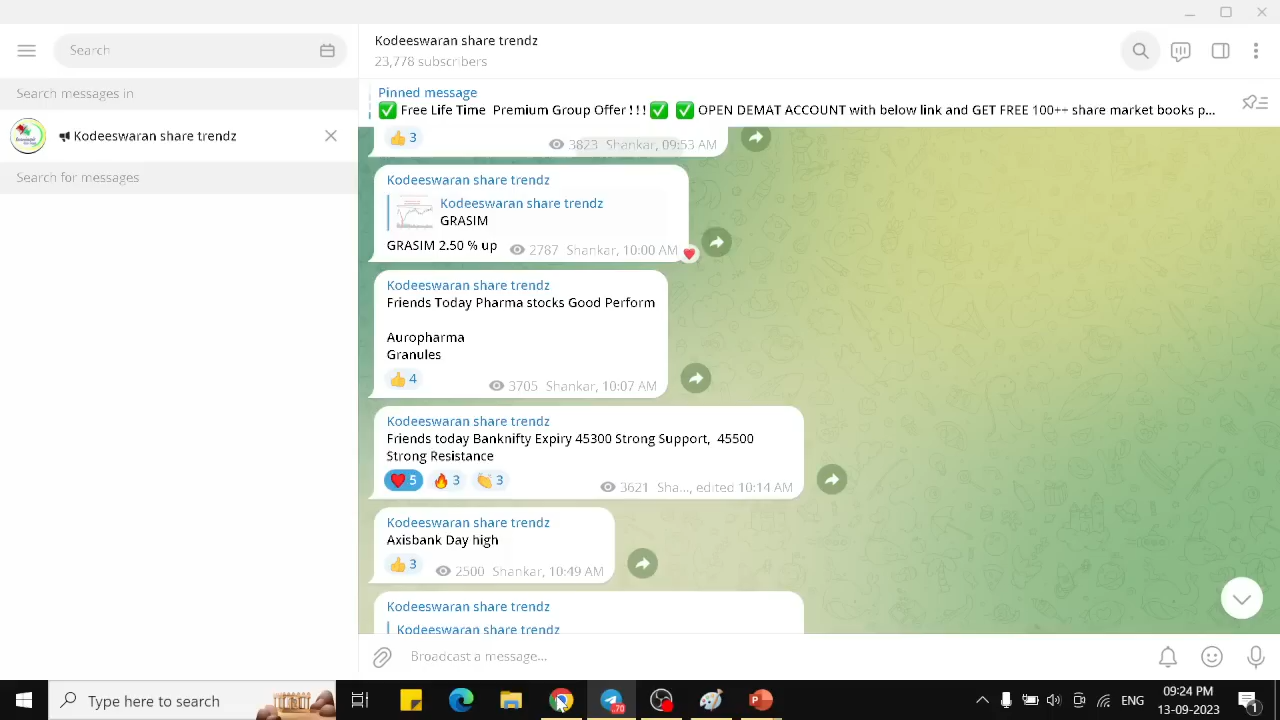 Search
Kodeeswaran share trendz
23,778 subscribers
Search messages in
Pinned message
✅ Free Life Time Premium Group Offer ! ! ! ✅ ✅ OPEN DEMAT ACCOUNT with below link and GET FREE 100++ share market books p...
Kodeeswaran share trendz
Search for messages
👍 3
3823 Shankar, 09:53 AM
Kodeeswaran share trendz
Kodeeswaran share trendz
GRASIM
GRASIM 2.50 % up
2787 Shankar, 10:00 AM
Kodeeswaran share trendz
Friends Today Pharma stocks Good Perform
Auropharma
Granules
👍 4
3705 Shankar, 10:07 AM
Kodeeswaran share trendz
Friends today Banknifty Expiry 45300 Strong Support, 45500
Strong Resistance
❤️ 5 🔥 3 👏 3
3621 Sha..., edited 10:14 AM
Kodeeswaran share trendz
Axisbank Day high
👍 3
2500 Shankar, 10:49 AM
Kodeeswaran share trendz
Kodeeswaran share trendz
Broadcast a message...
Type here to search
70
ENG
09:24 PM
13-09-2023
1